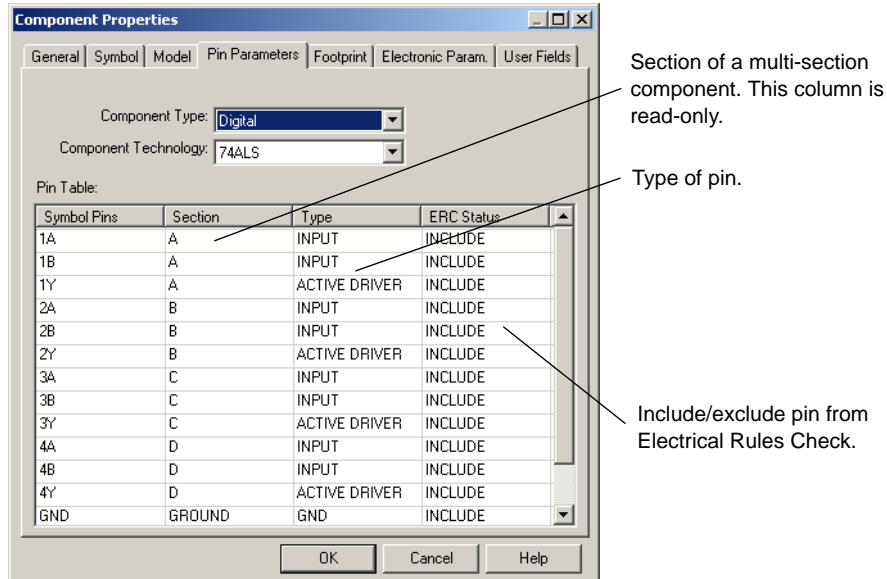 Component Properties
General Symbol Model Pin Parameters Footprint Electronic Param. User Fields
Component Type: Digital
Component Technology: 74ALS
Pin Table:
Symbol Pins Section Type ERC Status
1A A INPUT INCLUDE
1B A INPUT INCLUDE
1Y A ACTIVE DRIVER INCLUDE
2A B INPUT INCLUDE
2B B INPUT INCLUDE
2Y B ACTIVE DRIVER INCLUDE
3A C INPUT INCLUDE
3B C INPUT INCLUDE
3Y C ACTIVE DRIVER INCLUDE
4A D INPUT INCLUDE
4B D INPUT INCLUDE
4Y D ACTIVE DRIVER INCLUDE
GND GROUND GND INCLUDE
OK Cancel Help
Section of a multi-section
component. This column is
read-only.
Type of pin.
Include/exclude pin from
Electrical Rules Check.